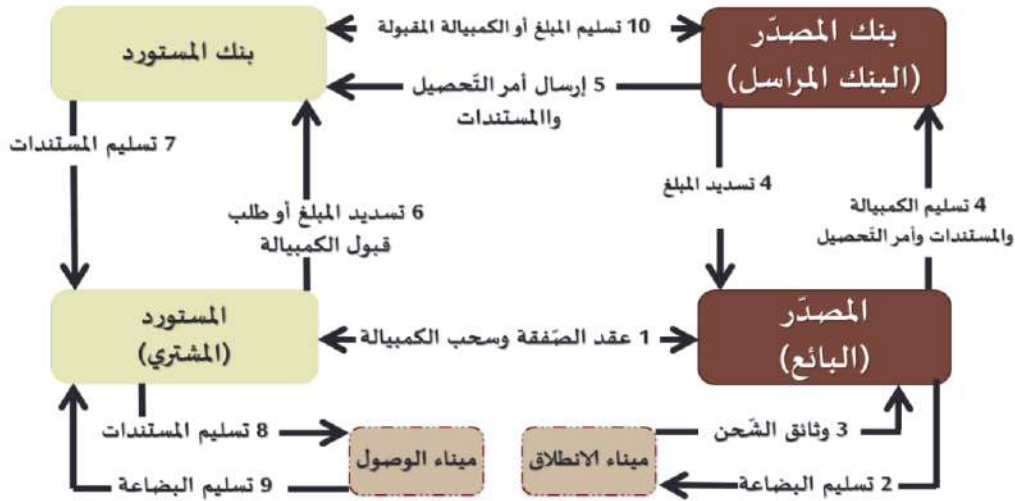 10 تسليم المبلغ أو الكمبيالة المقبولة
بنك المصدّر
(البنك المراسل)
بنك المستورد
5 إرسال أمر التّحصيل
واالمستندات
7 تسليم المستندات
4 تسديد المبلغ
4 تسليم الكمبيالة
والمستندات وأمر التّحصيل
6 تسديد المبلغ أو طلب
قبول الكمبيالة
المصدّر
(البائع)
1 عقد الصّفقة وسحب الكمبيالة
المستورد
(المشتري)
3 وثائق الشّحن
ميناء الانطلاق
ميناء الوصول
8 تسليم المستندات
2 تسليم البضاعة
9 تسليم البضاعة